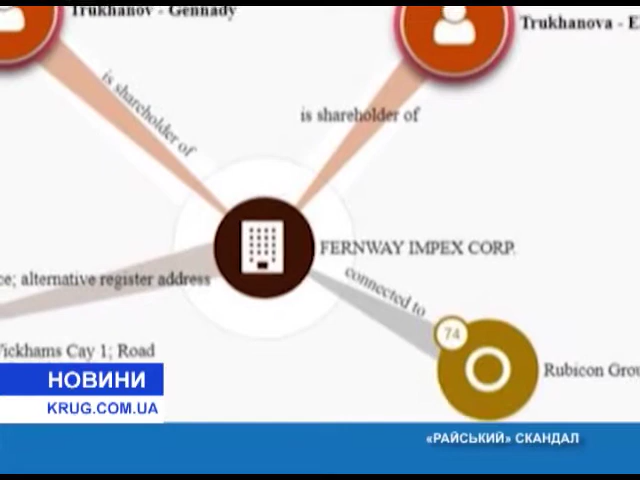 Trukhanov - Gennady
Trukhanova - E
is shareholder of
is shareholder of
FERNWAY IMPEX CORP.
ce; alternative register address
connected to
74
Vickhams Cay 1; Road
Rubicon Grou
НОВИНИ
KRUG.COM.UA
«РАЙСЬКИЙ» СКАНДАЛ